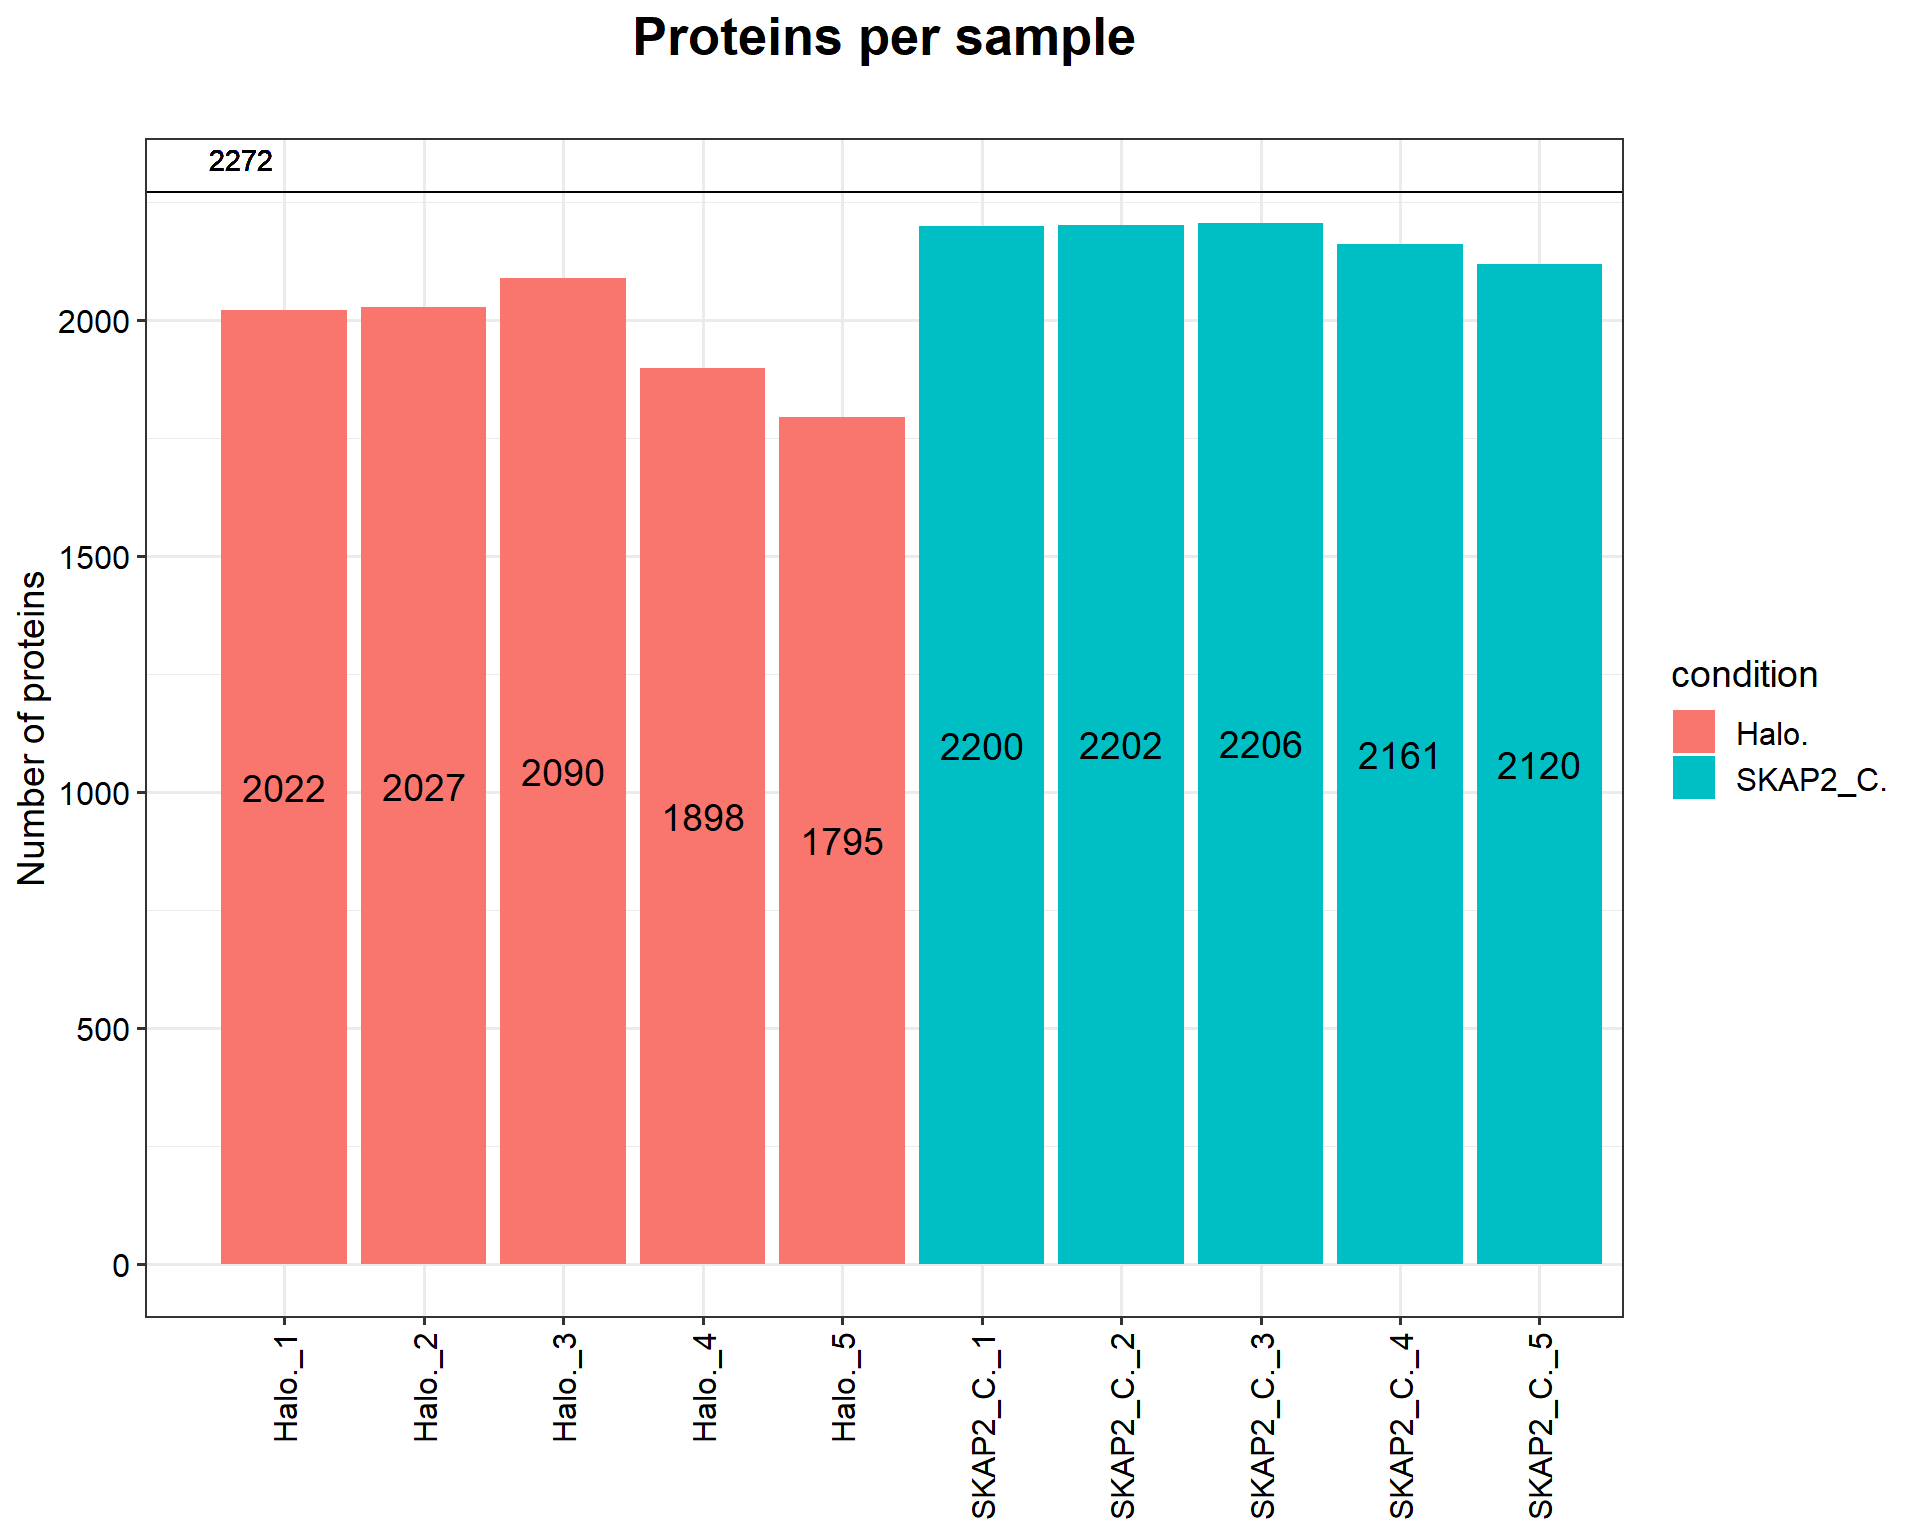 Proteins per sample
2272
Number of proteins
2000
1500
1000
500
0
2022
2027
2090
1898
1795
2200
2202
2206
2161
2120
Halo._1
Halo._2
Halo._3
Halo._4
Halo._5
SKAP2_C._1
SKAP2_C._2
SKAP2_C._3
SKAP2_C._4
SKAP2_C._5
condition
Halo.
SKAP2_C.